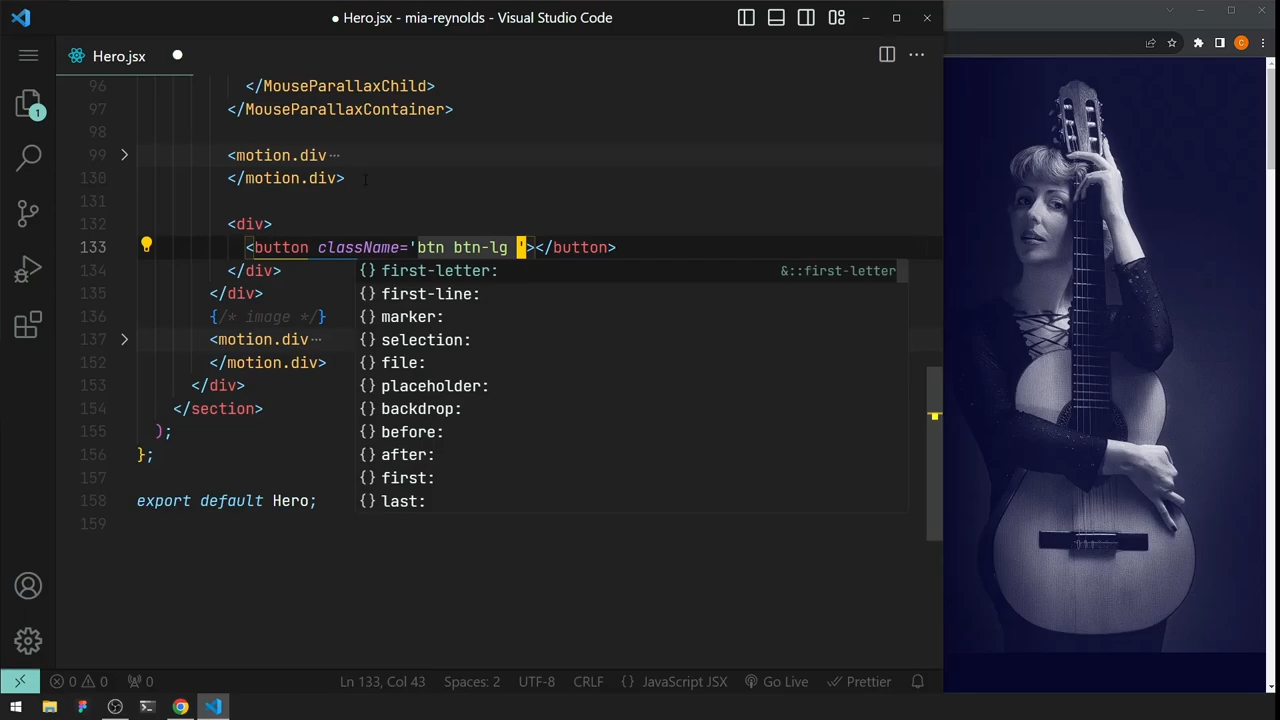 ● Hero.jsx - mia-reynolds - Visual Studio Code
Hero.jsx
C
1
96 </MouseParallaxChild>
97 </MouseParallaxContainer>
98
99 <motion.div ···
130 </motion.div>
131
132 <div>
133 <button className='btn btn-lg '></button>
134 </div>
135 </div>
136 {/* image */}
137 <motion.div ···
152 </motion.div>
153 </div>
154 </section>
155 );
156 };
157
158 export default Hero;
159
{} first-letter: &::first-letter
{} first-line:
{} marker:
{} selection:
{} file:
{} placeholder:
{} backdrop:
{} before:
{} after:
{} first:
{} last:
0 0 0 Ln 133, Col 43 Spaces: 2 UTF-8 CRLF {} JavaScript JSX Go Live Prettier